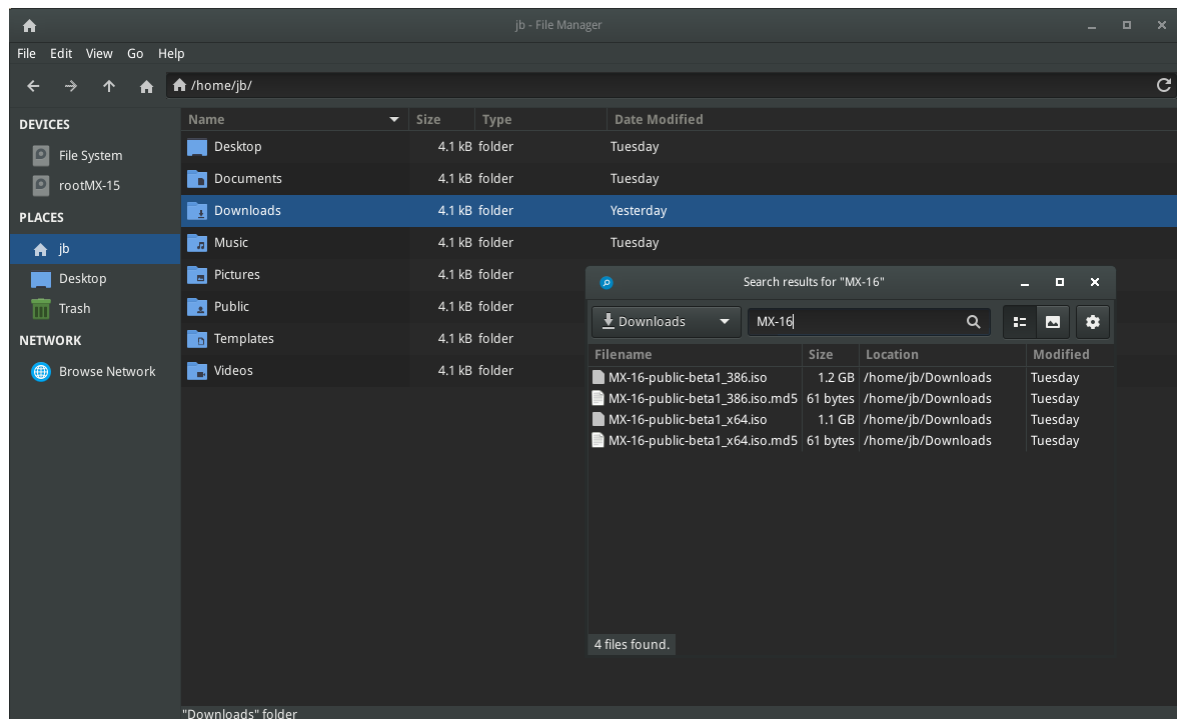 jb - File Manager
File Edit View Go Help
/home/jb/
DEVICES
File System
rootMX-15
PLACES
jb
Desktop
Trash
NETWORK
Browse Network
Name Size Type Date Modified
Desktop 4.1 kB folder Tuesday
Documents 4.1 kB folder Tuesday
Downloads 4.1 kB folder Yesterday
Music 4.1 kB folder Tuesday
Pictures 4.1 kB folder
Public 4.1 kB folder
Templates 4.1 kB folder
Videos 4.1 kB folder
"Downloads" folder
Search results for "MX-16"
Downloads MX-16
Filename Size Location Modified
MX-16-public-beta1_386.iso 1.2 GB /home/jb/Downloads Tuesday
MX-16-public-beta1_386.iso.md5 61 bytes /home/jb/Downloads Tuesday
MX-16-public-beta1_x64.iso 1.1 GB /home/jb/Downloads Tuesday
MX-16-public-beta1_x64.iso.md5 61 bytes /home/jb/Downloads Tuesday
4 files found.